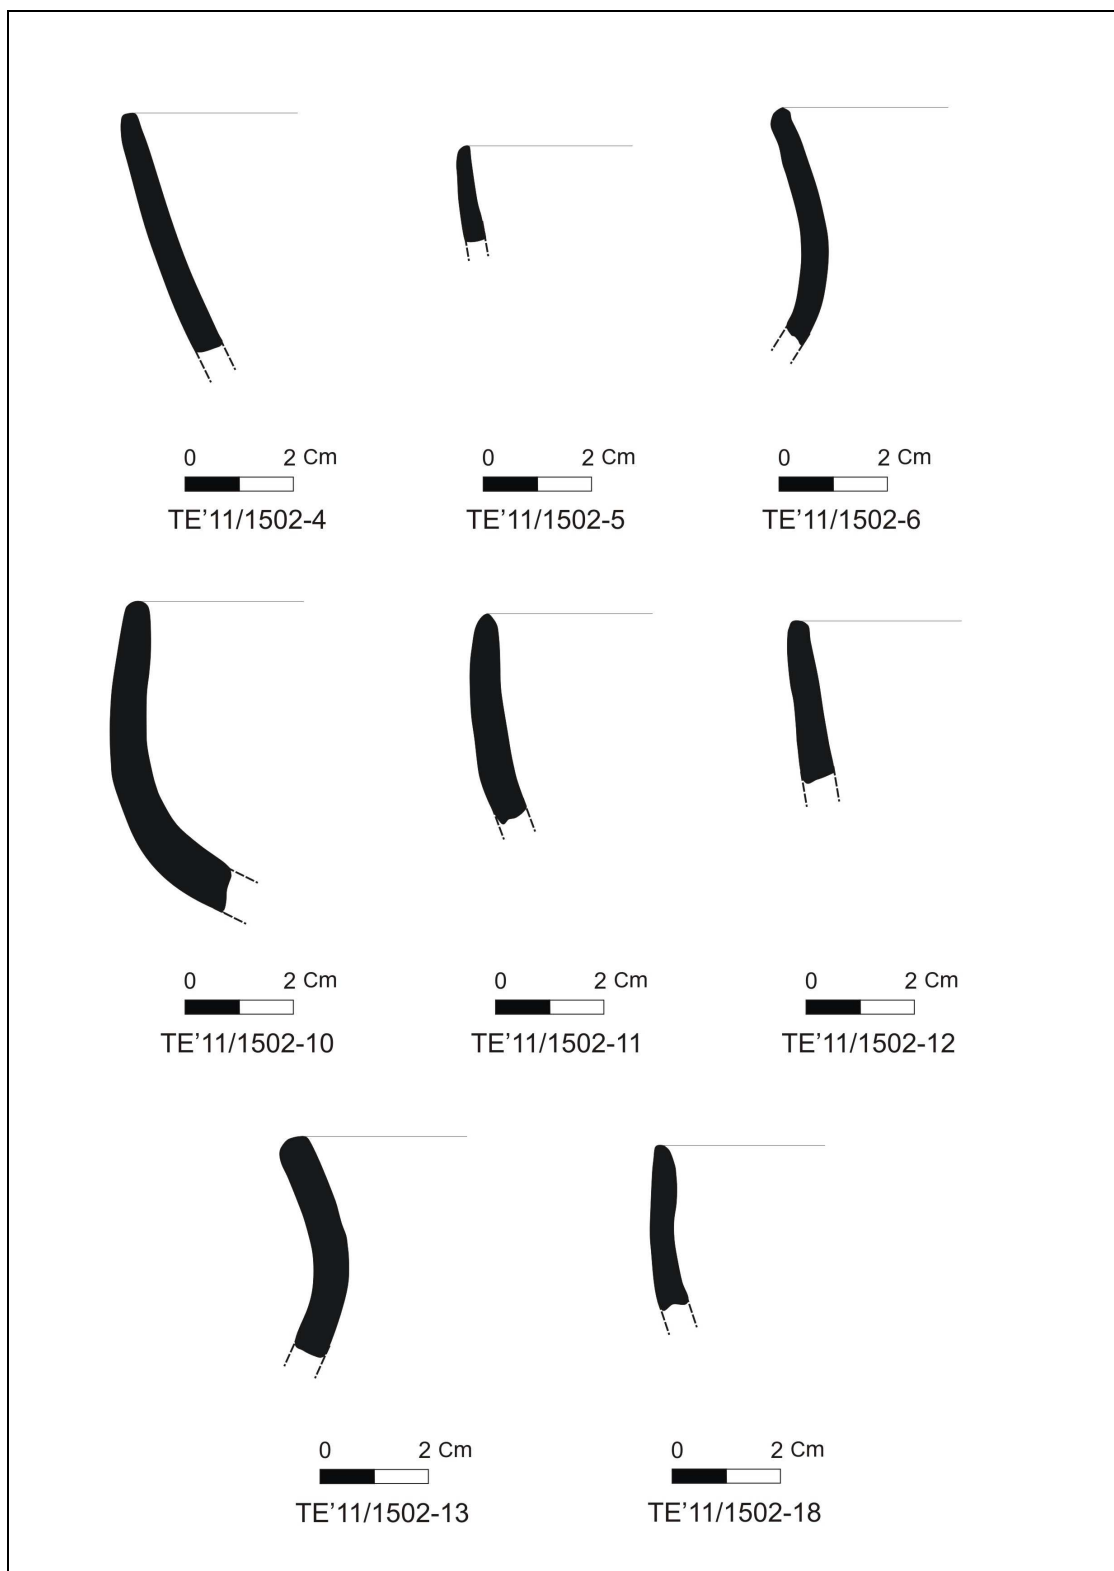 0 2 Cm 0 2 Cm 0 2 Cm
TE’11/1502-4 TE’11/1502-5 TE’11/1502-6
0 2 Cm 0 2 Cm 0 2 Cm
TE’11/1502-10 TE’11/1502-11 TE’11/1502-12
0 2 Cm 0 2 Cm
TE’11/1502-13 TE’11/1502-18